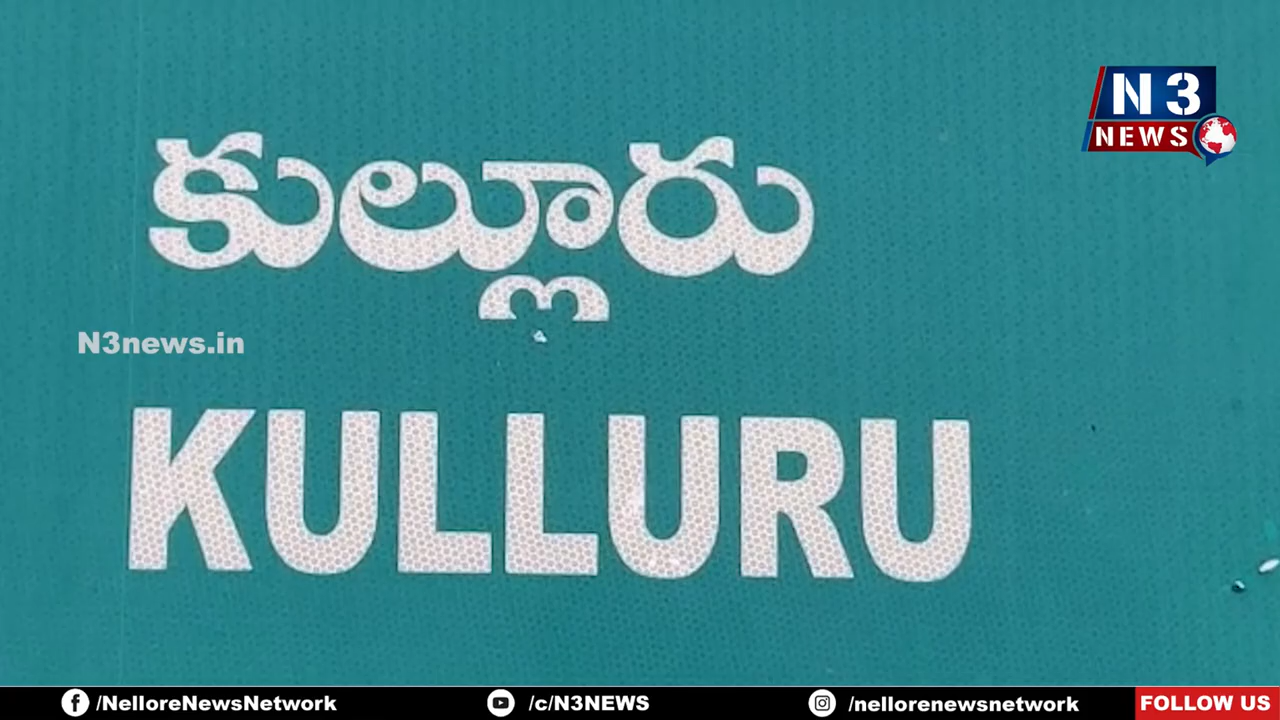 N3
NEWS
కుల్లూరు
N3news.in
KULLURU
/NelloreNewsNetwork
/c/N3NEWS
/nellorenewsnetwork
FOLLOW US